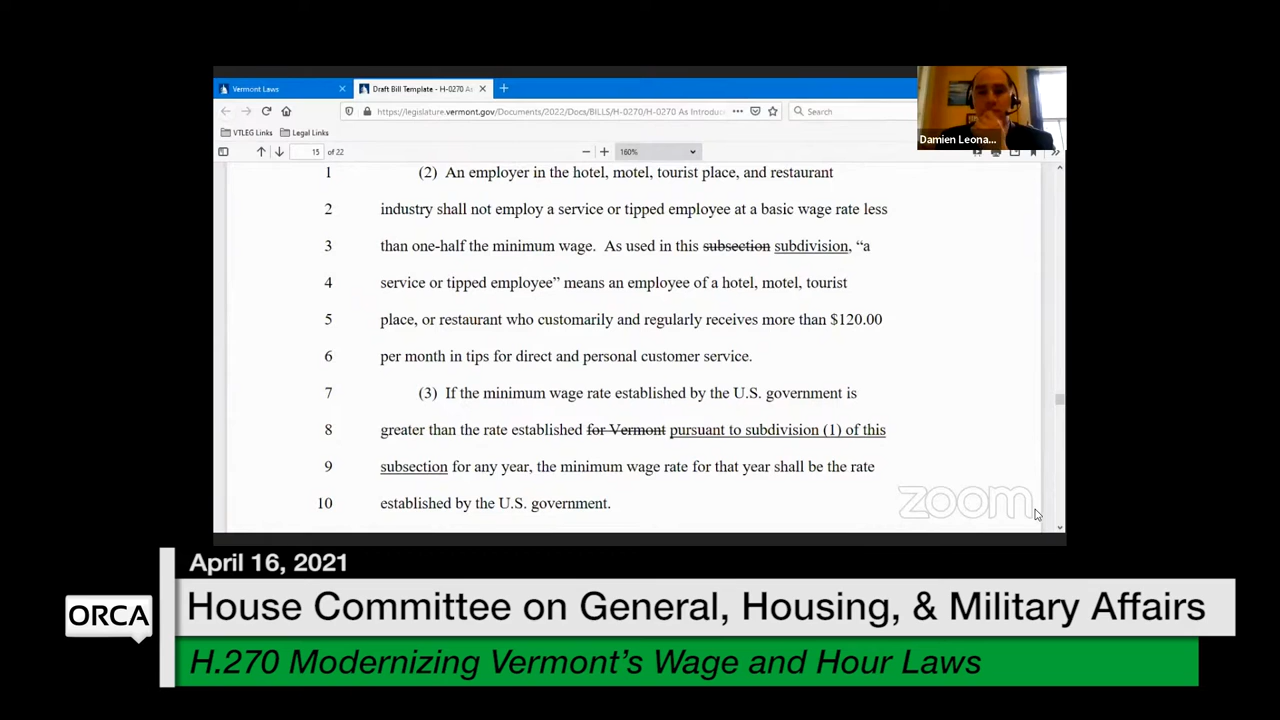 Vermont Laws
Draft Bill Template - H-0270 As
https://legislature.vermont.gov/Documents/2022/Docs/BILLS/H-0270/H-0270 As Introduc
Search
VTLEG Links
Legal Links
15 of 22
160%
Damien Leona...
1 (2) An employer in the hotel, motel, tourist place, and restaurant
2 industry shall not employ a service or tipped employee at a basic wage rate less
3 than one-half the minimum wage. As used in this subsection subdivision, “a
4 service or tipped employee” means an employee of a hotel, motel, tourist
5 place, or restaurant who customarily and regularly receives more than $120.00
6 per month in tips for direct and personal customer service.
7 (3) If the minimum wage rate established by the U.S. government is
8 greater than the rate established for Vermont pursuant to subdivision (1) of this
9 subsection for any year, the minimum wage rate for that year shall be the rate
10 established by the U.S. government.
zoom
April 16, 2021
ORCA
House Committee on General, Housing, & Military Affairs
H.270 Modernizing Vermont's Wage and Hour Laws